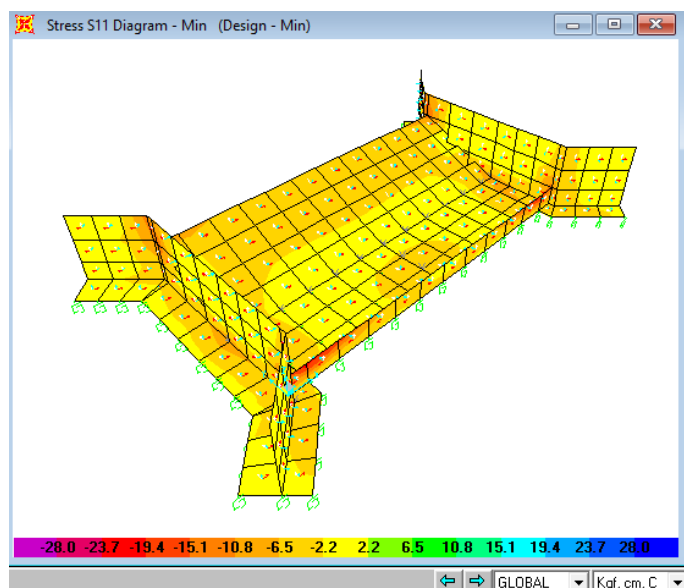 Stress S11 Diagram - Min (Design - Min)
-28.0 -23.7 -19.4 -15.1 -10.8 -6.5 -2.2 2.2 6.5 10.8 15.1 19.4 23.7 28.0
GLOBAL Kgf, cm, C